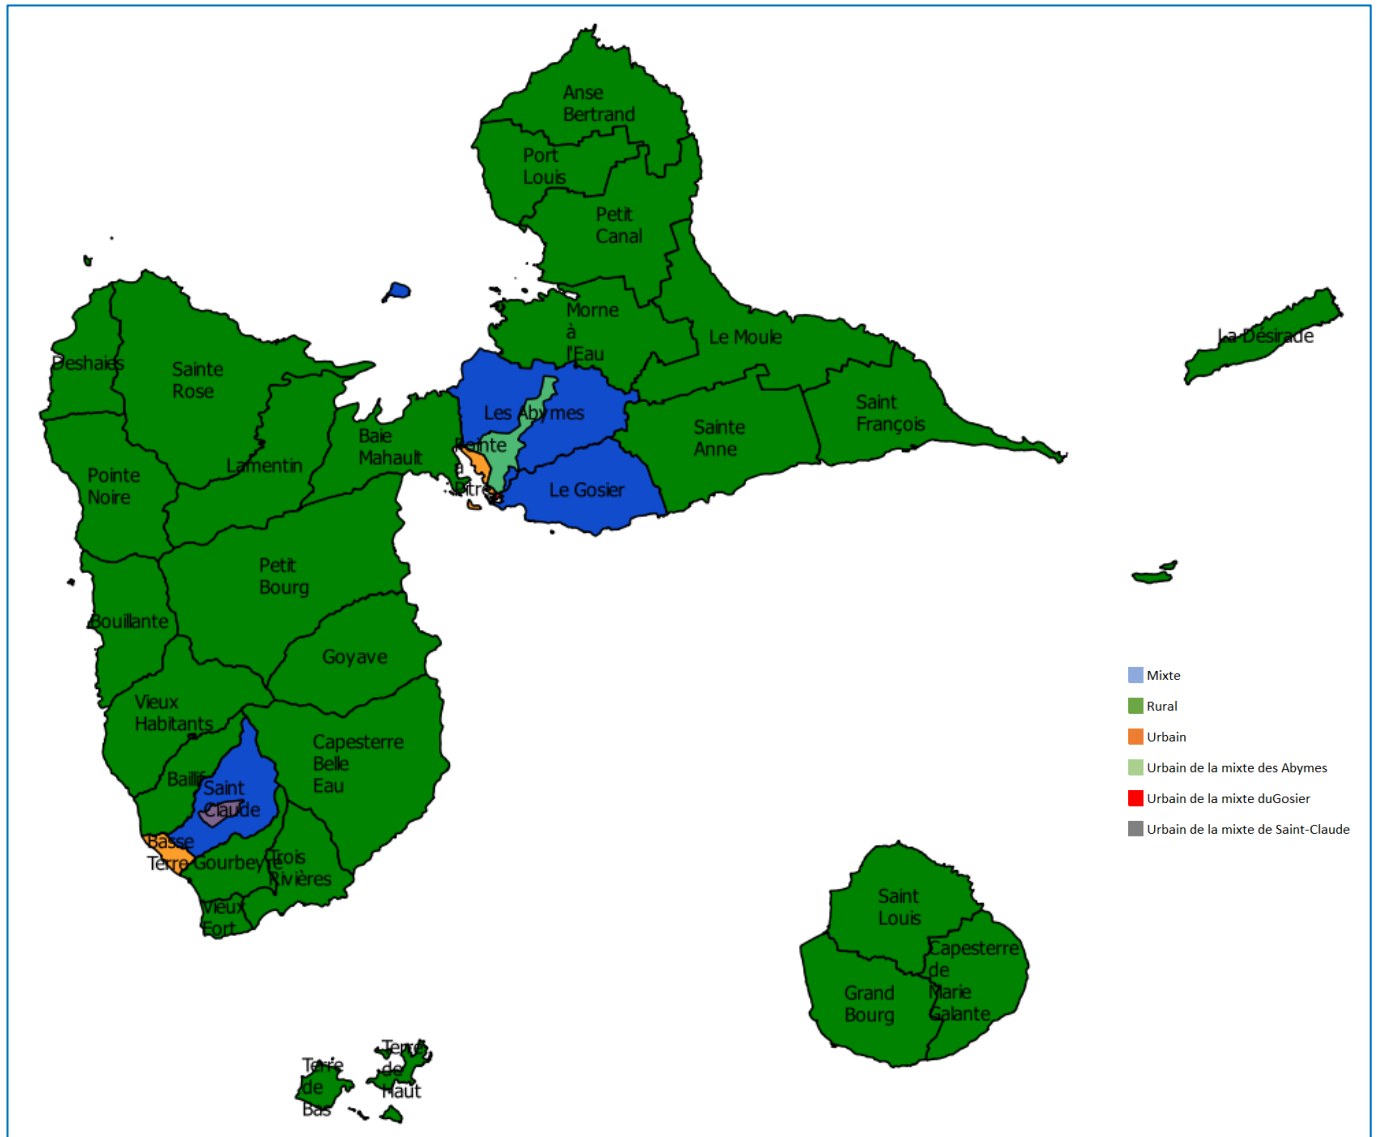 Anse
Bertrand
Port
Louis
Petit
Canal
Morne
à
l'Eau
Le Moule
La Désirade
Deshaies
Sainte
Rose
Les Abymes
Saint
François
Sainte
Anne
Baie
Mahault
Pointe
à
Pitre
Lamentin
Pointe
Noire
Le Gosier
Petit
Bourg
Bouillante
Goyave
Vieux
Habitants
Capesterre
Belle
Eau
Baillif
Saint
Claude
Basse
Terre
Gourbeyre
Trois
Rivières
Vieux
Fort
Mixte
Rural
Urbain
Urbain de la mixte des Abymes
Urbain de la mixte duGosier
Urbain de la mixte de Saint-Claude
Saint
Louis
Capesterre
de
Marie
Galante
Grand
Bourg
Terre
de
Bas
Terre
de
Haut